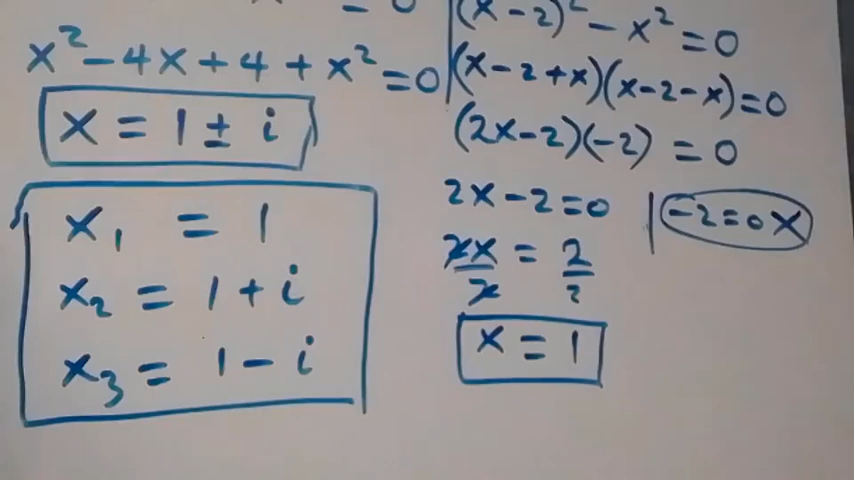 = 0
x² - 4x + 4 + x² = 0
x = 1 ± i
x₁ = 1
x₂ = 1 + i
x₃ = 1 - i
(x - 2)² - x² = 0
(x - 2 + x)(x - 2 - x) = 0
(2x - 2)(-2) = 0
2x - 2 = 0 | -2 = 0 X
2x/2 = 2/2
x = 1